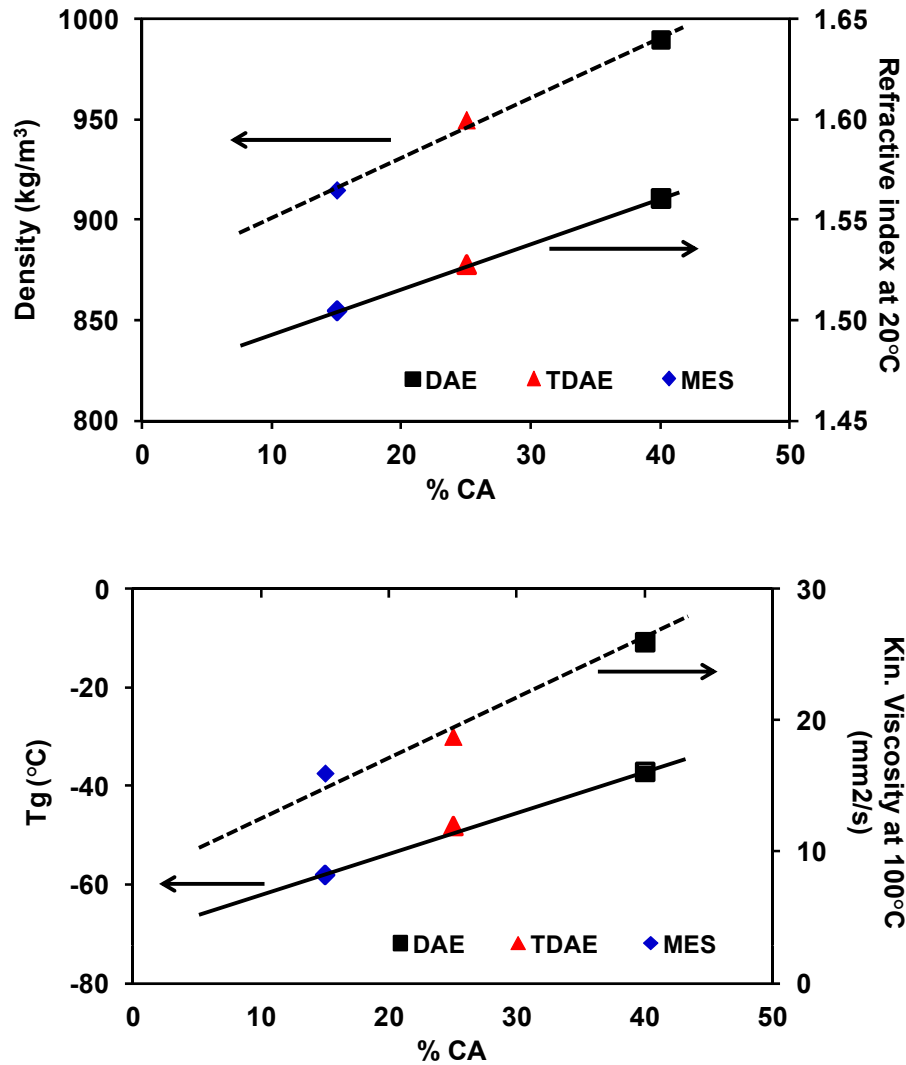 1000
950
900
850
800
Density (kg/m³)
1.65
1.60
1.55
1.50
1.45
Refractive index at 20°C
DAE TDAE MES
0 10 20 30 40 50
% CA
0
-20
-40
-60
-80
Tg (°C)
30
20
10
0
Kin. Viscosity at 100°C
(mm2/s)
DAE TDAE MES
0 10 20 30 40 50
% CA